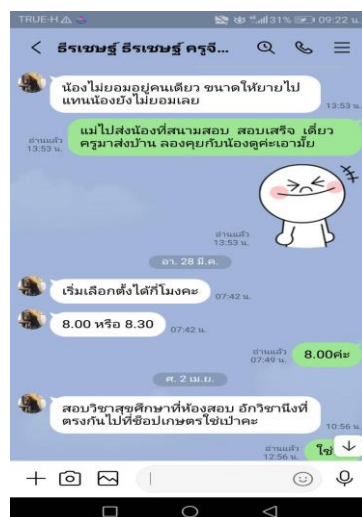 TRUE-H
31% 09:22 น.
ธีรเชษฐ์ ธีรเชษฐ์ ครูจี...
น้องไม่ยอมอยู่คนเดียว ขนาดให้ยายไป
แทนน้องยังไม่ยอมเลย
13:53 น.
แม่ไปส่งน้องที่สนามสอบ สอบเสร็จ เดี๋ยว
ครูมาส่งบ้าน ลองคุยกับน้องดูค่ะเอามั้ย
อ่านแล้ว
13:53 น.
อ่านแล้ว
13:53 น.
อา. 28 มี.ค.
เริ่มเลือกตั้งได้กี่โมงคะ
07:42 น.
8.00 หรือ 8.30
07:42 น.
อ่านแล้ว
07:49 น.
8.00ค่ะ
ศ. 2 เม.ย.
สอบวิชาสุขศึกษาที่ห้องสอบ อีกวิชานึงที่
ตรงกันไปที่ช็อปเกษตรใช่เป่าคะ
10:56 น.
อ่านแล้ว
12:56 น.
ใช่